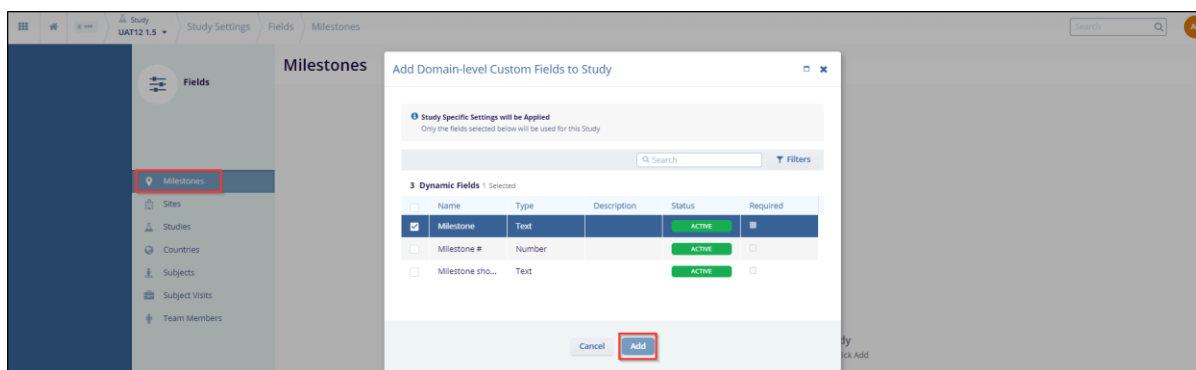 Study
UAT12 1.5
Study Settings
Fields
Milestones
Search
Fields
Milestones
Sites
Studies
Countries
Subjects
Subject Visits
Team Members
Milestones
Add Domain-level Custom Fields to Study
Study Specific Settings will be Applied
Only the fields selected below will be used for this Study
Search
Filters
3 Dynamic Fields 1 Selected
Name Type Description Status Required
Milestone Text ACTIVE
Milestone # Number ACTIVE
Milestone sho... Text ACTIVE
Cancel Add
dy
ick Add